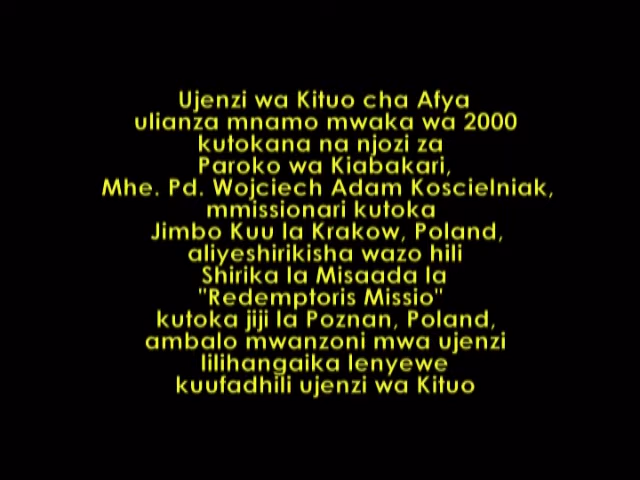 Ujenzi wa Kituo cha Afya
ulianza mnamo mwaka wa 2000
kutokana na njozi za
Paroko wa Kiabakari,
Mhe. Pd. Wojciech Adam Koscielniak,
mmissionari kutoka
Jimbo Kuu la Krakow, Poland,
aliyeshirikisha wazo hili
Shirika la Misaada la
"Redemptoris Missio"
kutoka jiji la Poznan, Poland,
ambalo mwanzoni mwa ujenzi
lilihangaika lenyewe
kuufadhili ujenzi wa Kituo